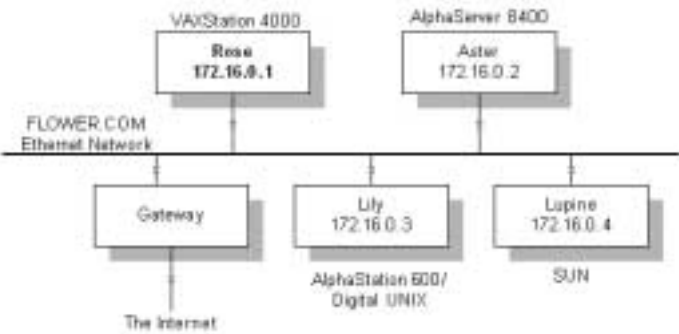 VAXStation 4000
Rose
172.16.0.1
AlphaServer 8400
Aster
172.16.0.2
FLOWER.COM
Ethernet Network
Gateway
The Internet
Lily
172.16.0.3
AlphaStation 600/
Digital UNIX
Lupine
172.16.0.4
SUN